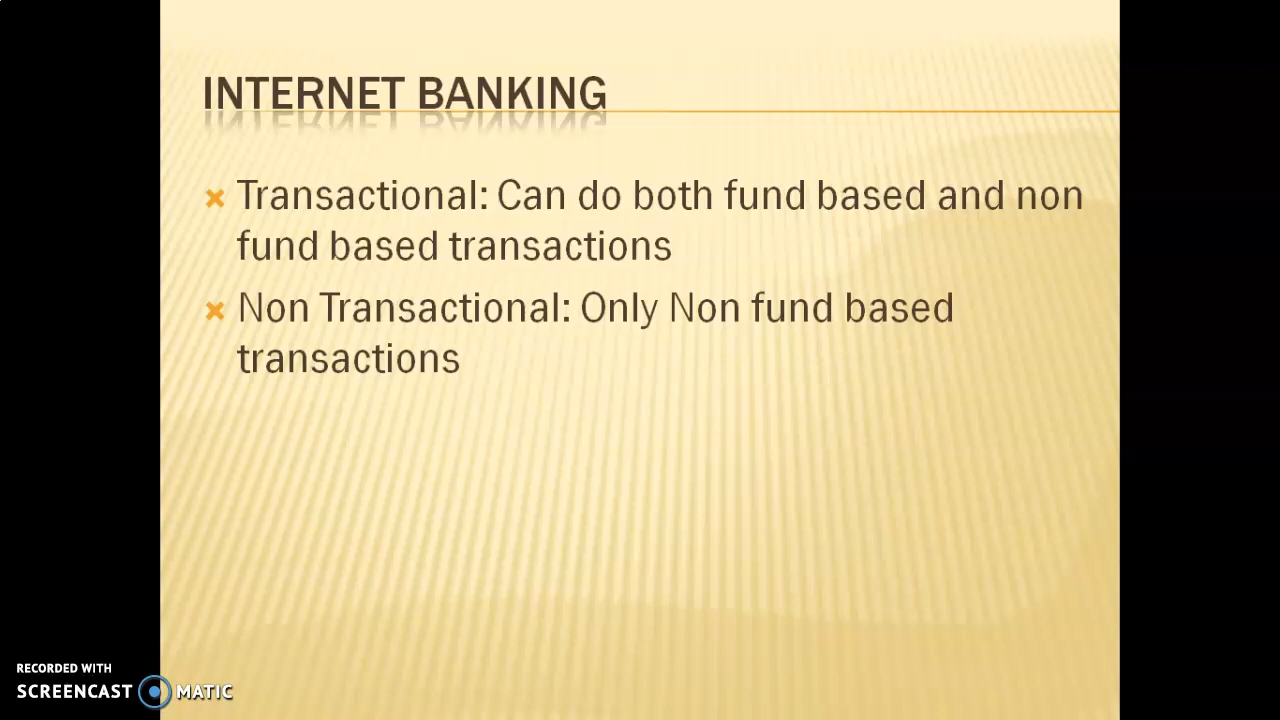 INTERNET BANKING
Transactional: Can do both fund based and non
fund based transactions
Non Transactional: Only Non fund based
transactions
RECORDED WITH
SCREENCAST MATIC